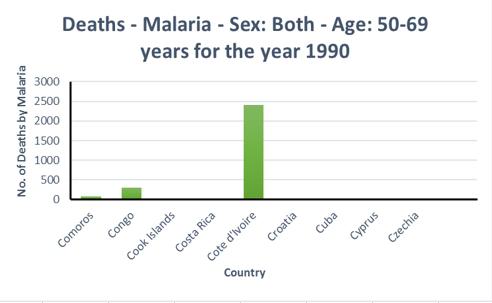 Deaths - Malaria - Sex: Both - Age: 50-69
years for the year 1990
No. of Deaths by Malaria
3000
2500
2000
1500
1000
500
0
Comoros
Congo
Cook Islands
Costa Rica
Cote d'Ivoire
Croatia
Cuba
Cyprus
Czechia
Country